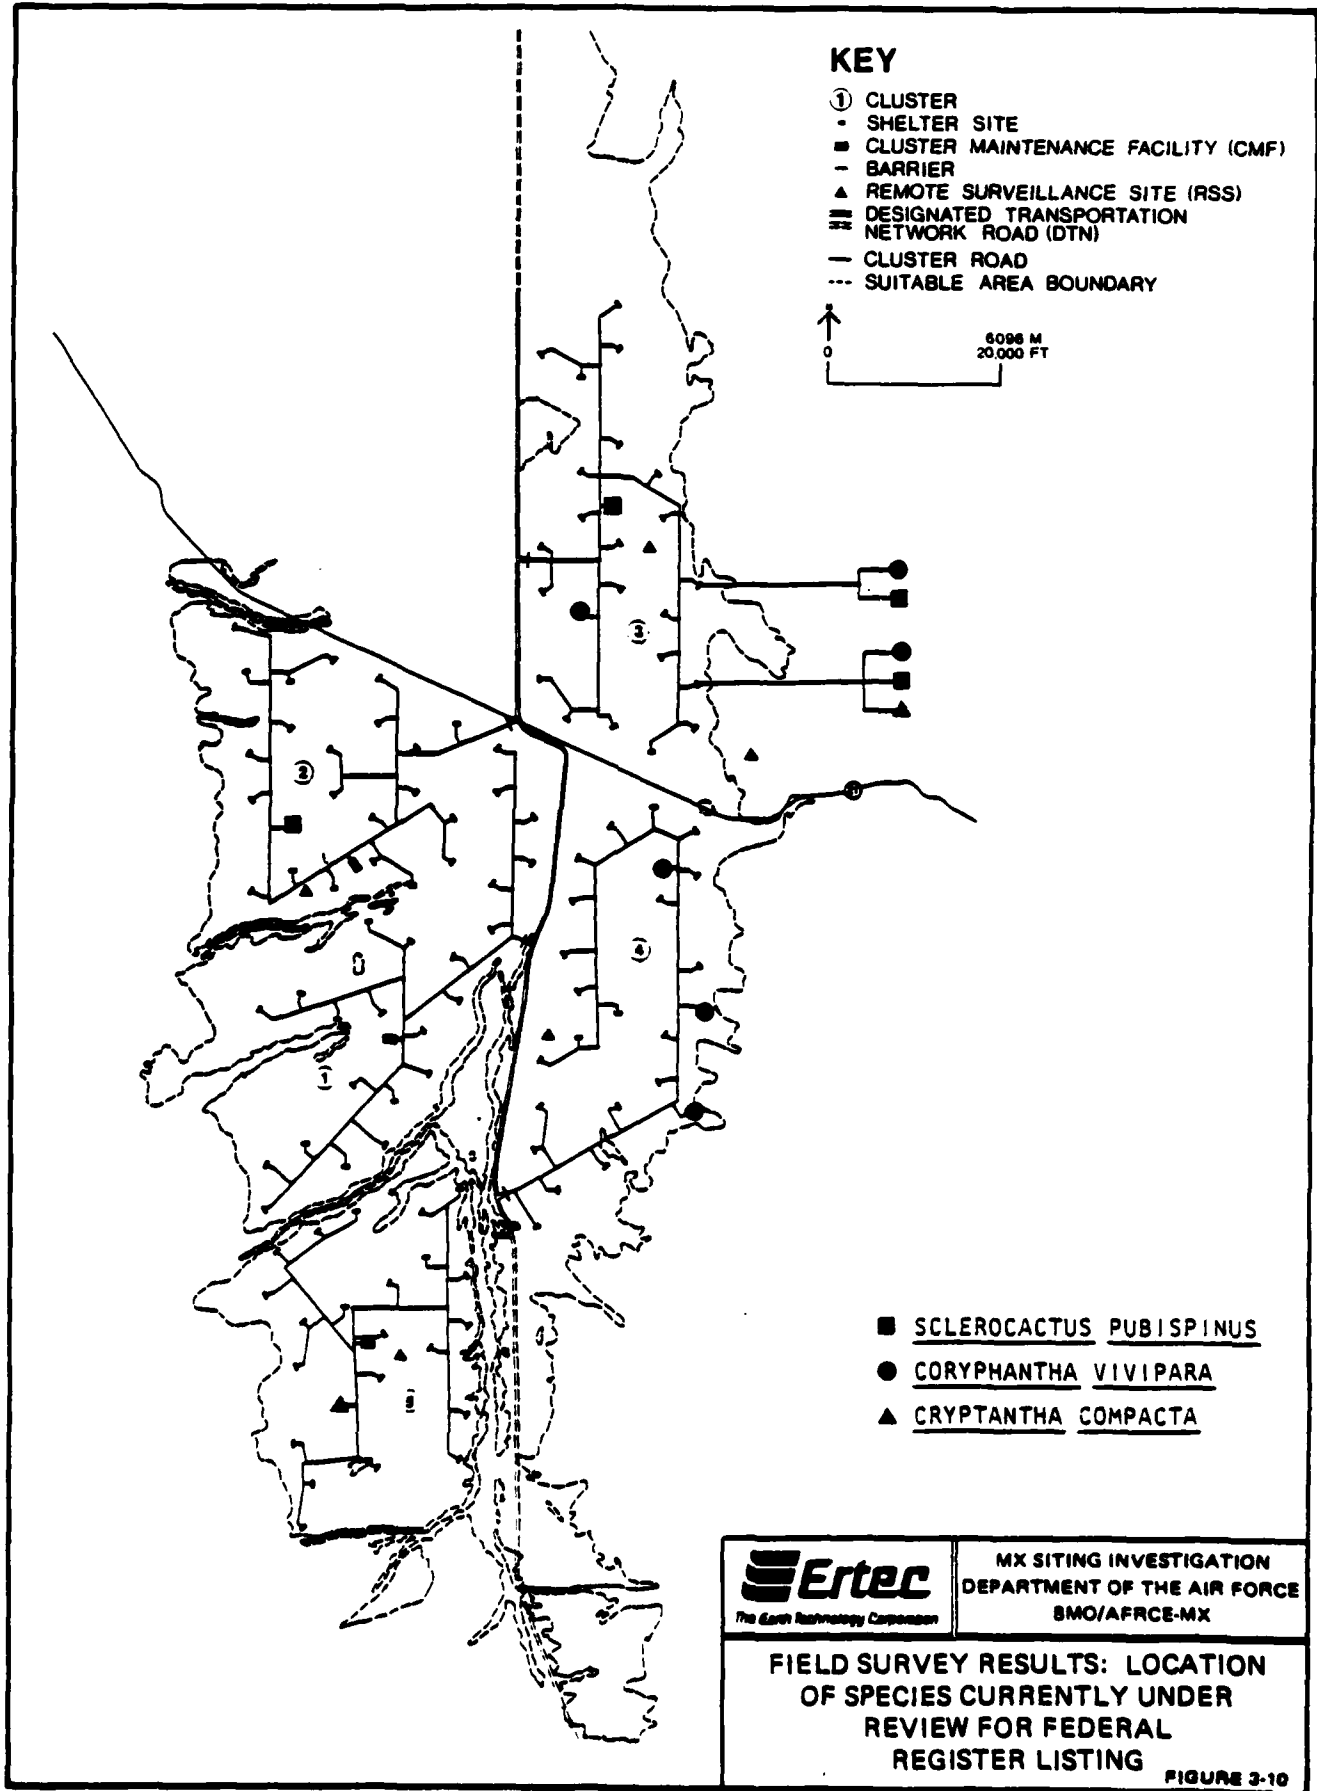 KEY
① CLUSTER
SHELTER SITE
CLUSTER MAINTENANCE FACILITY (CMF)
BARRIER
REMOTE SURVEILLANCE SITE (RSS)
DESIGNATED TRANSPORTATION
NETWORK ROAD (DTN)
CLUSTER ROAD
SUITABLE AREA BOUNDARY
6096 M
0 20,000 FT
3
2
4
1
SCLEROCACTUS PUBISPINUS
CORYPHANTHA VIVIPARA
CRYPTANTHA COMPACTA
Ertec
The Earth Technology Corporation
MX SITING INVESTIGATION
DEPARTMENT OF THE AIR FORCE
BMO/AFRCE-MX
FIELD SURVEY RESULTS: LOCATION
OF SPECIES CURRENTLY UNDER
REVIEW FOR FEDERAL
REGISTER LISTING
FIGURE 3-10